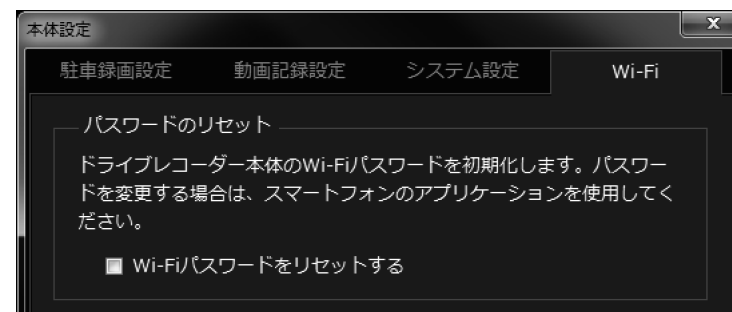 本体設定
駐車録画設定 動画記録設定 システム設定 Wi-Fi
パスワードのリセット
ドライブレコーダー本体のWi-Fiパスワードを初期化します。パスワー
ドを変更する場合は、スマートフォンのアプリケーションを使用してく
ださい。
Wi-Fiパスワードをリセットする